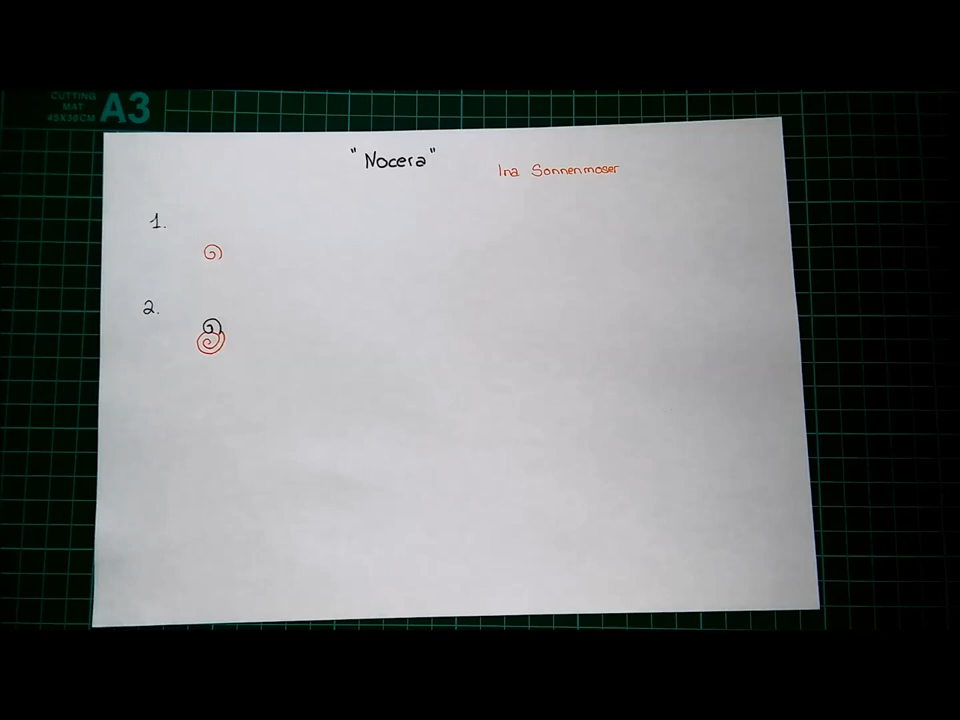 CUTTING
MAT
45X30CM
A3
"Nocera"
Ina Sonnenmoser
1.
2.